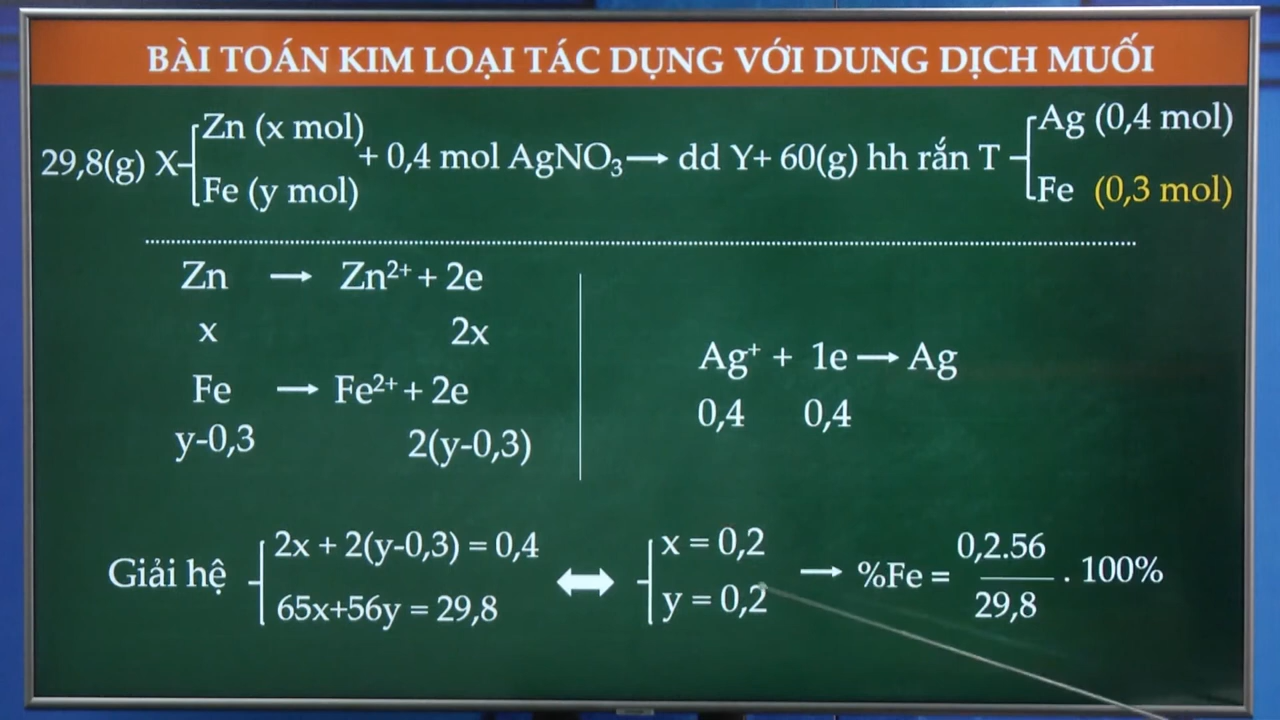 BÀI TOÁN KIM LOẠI TÁC DỤNG VỚI DUNG DỊCH MUỐI
Zn (x mol)
Ag (0,4 mol)
29,8(g) X
+ 0,4 mol AgNO₃ → dd Y+ 60(g) hh rắn T
Fe (y mol)
Fe (0,3 mol)
Zn → Zn²⁺ + 2e
x 2x
Fe → Fe²⁺ + 2e
y-0,3 2(y-0,3)
Ag⁺ + 1e → Ag
0,4 0,4
Giải hệ
2x + 2(y-0,3) = 0,4
65x+56y = 29,8
⇔
x = 0,2
y = 0,2
→ %Fe =
0,2.56
29,8
. 100%